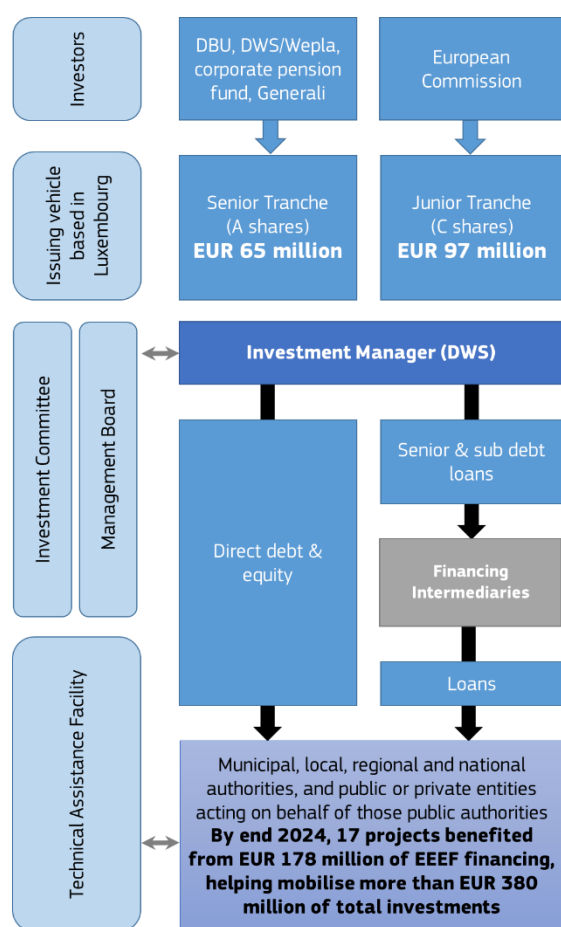 Investors
DBU, DWS/Wepla,
corporate pension
fund, Generali
European
Commission
Issuing vehicle
based in
Luxembourg
Senior Tranche
(A shares)
EUR 65 million
Junior Tranche
(C shares)
EUR 97 million
Investment Committee
Management Board
Investment Manager (DWS)
Direct debt &
equity
Senior & sub debt
loans
Financing
Intermediaries
Loans
Technical Assistance Facility
Municipal, local, regional and national
authorities, and public or private entities
acting on behalf of those public authorities
By end 2024, 17 projects benefited
from EUR 178 million of EEEF financing,
helping mobilise more than EUR 380
million of total investments